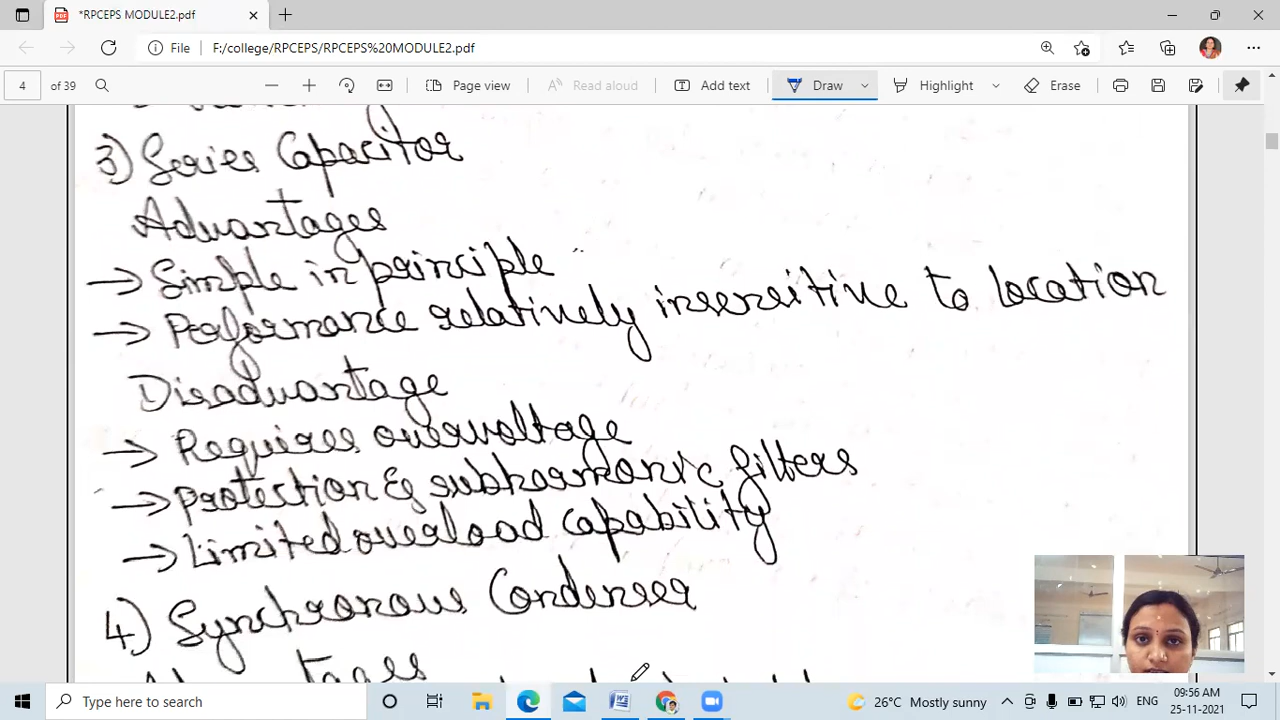 *RPCEPS MODULE2.pdf
File F:/college/RPCEPS/RPCEPS%20MODULE2.pdf
4 of 39 Page view Read aloud Add text Draw Highlight Erase
3) Series Capacitor
Advantages
→ Simple in principle
→ Performance relatively insensitive to location
Disadvantage
→ Requires overvoltage
→ Protection & subharmonic filters
→ Limited overload capability
4) Synchronous Condenser
Type here to search 26°C Mostly sunny ENG 09:56 AM
25-11-2021